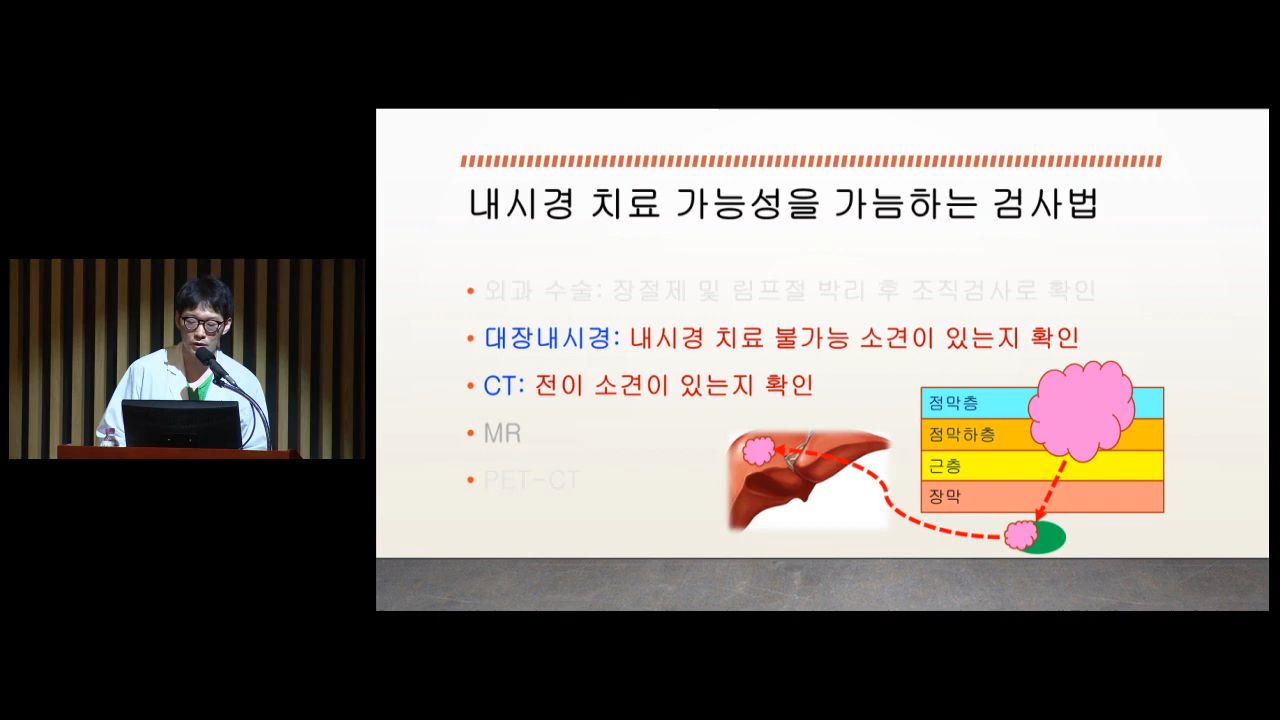 내시경 치료 가능성을 가늠하는 검사법
외과 수술: 장절제 및 림프절 박리 후 조직검사로 확인
대장내시경: 내시경 치료 불가능 소견이 있는지 확인
CT: 전이 소견이 있는지 확인
MR
PET-CT
점막층
점막하층
근층
장막